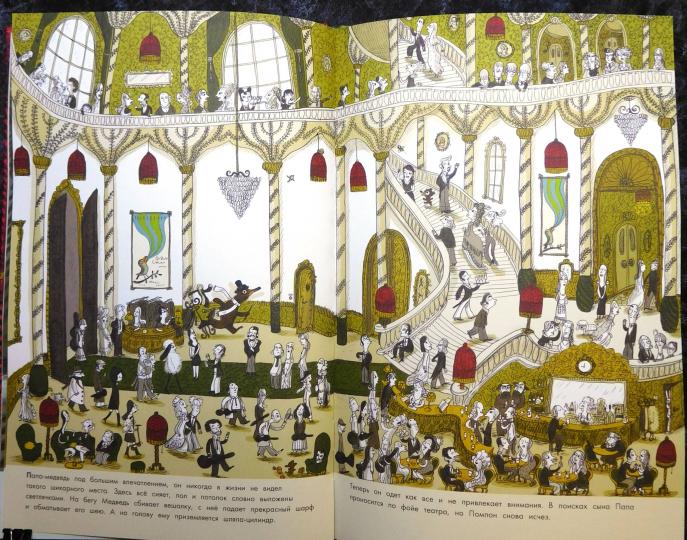 Папа-медведь под большим впечатлением, он никогда в жизни не видел
такого шикарного места. Здесь всё сияет, пол и потолок словно выложены
светлячками. На бегу Медведь сбивает вешалку, с неё падает прекрасный шарф
и обматывает его шею. А на голову ему приземляется шляпа-цилиндр.
Теперь он одет как все и не привлекает внимания. В поисках сына Папа
проносится по фойе театра, но Помпон снова исчез.